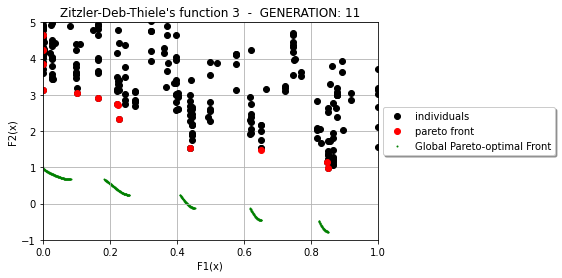 Zitzler-Deb-Thiele's function 3 - GENERATION: 11
5
4
3
2
1
0
-1
F2(x)
0.0 0.2 0.4 0.6 0.8 1.0
F1(x)
individuals
pareto front
Global Pareto-optimal Front